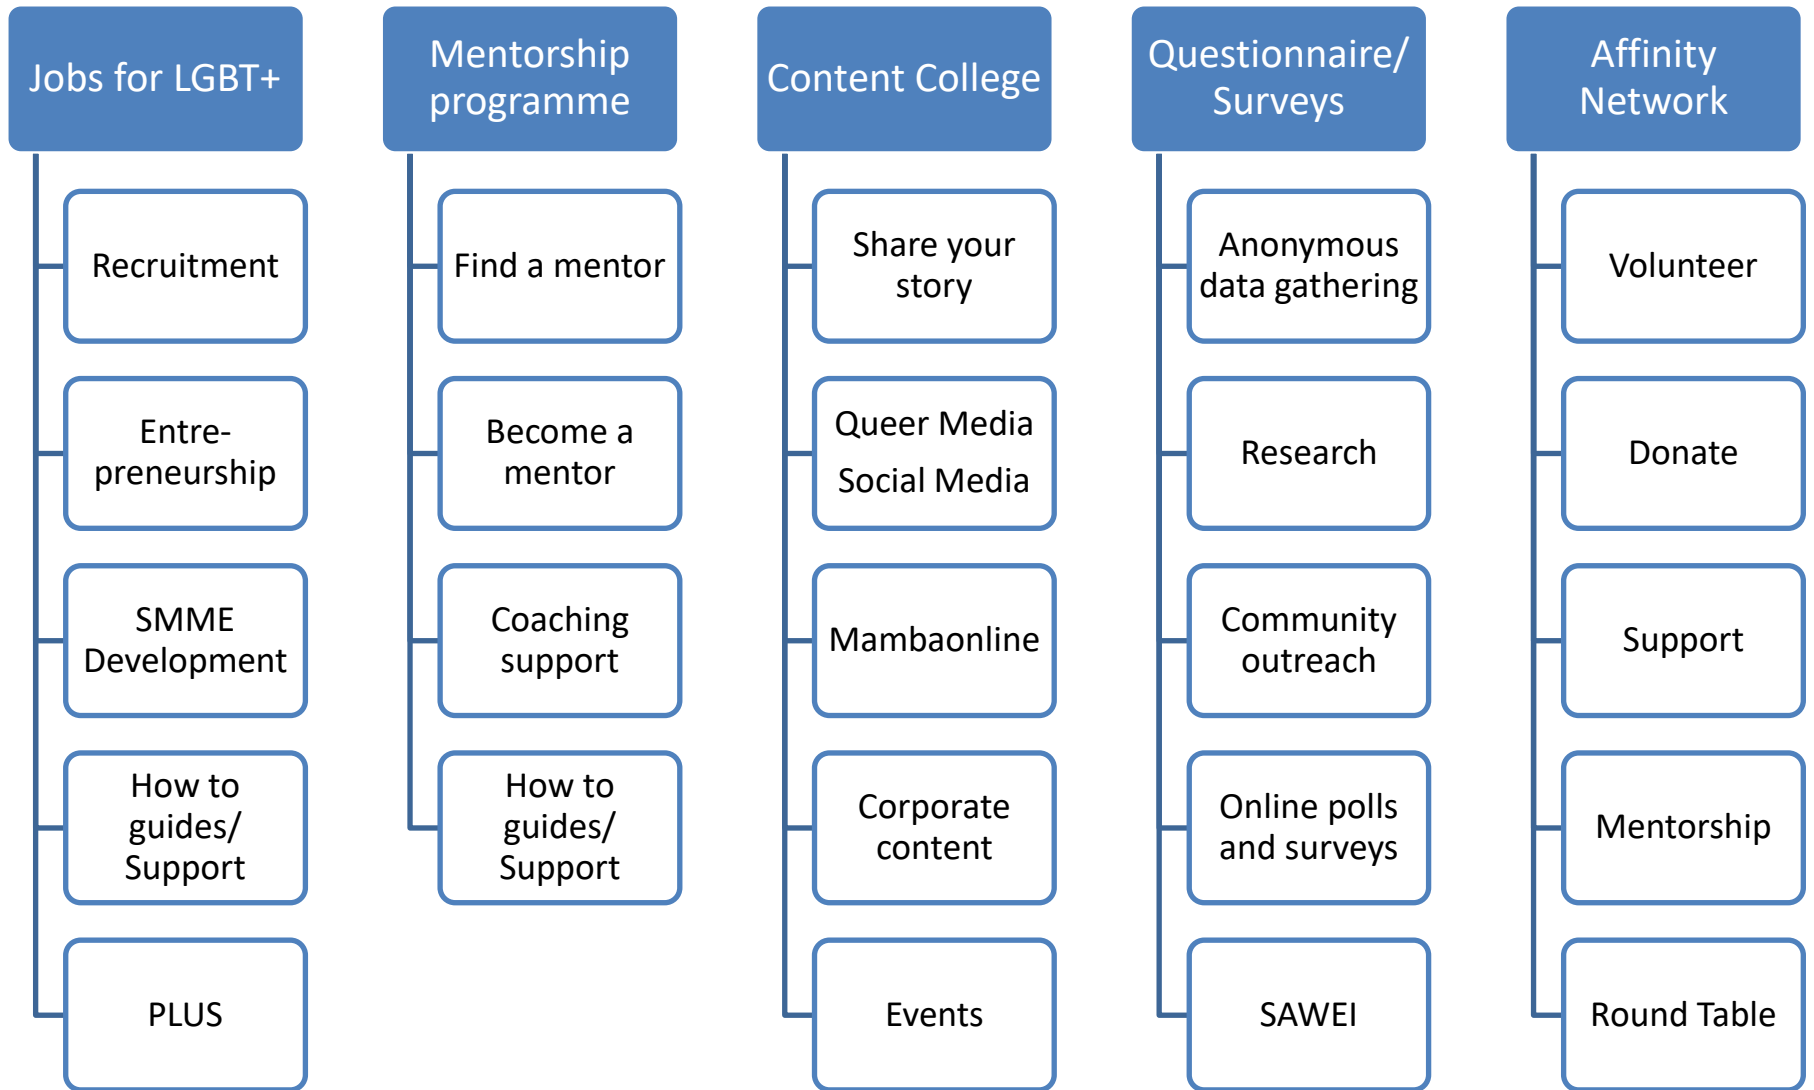 Jobs for LGBT+
Recruitment
Entre-
preneurship
SMME
Development
How to
guides/
Support
PLUS
Mentorship
programme
Find a mentor
Become a
mentor
Coaching
support
How to
guides/
Support
Content College
Share your
story
Queer Media
Social Media
Mambaonline
Corporate
content
Events
Questionnaire/
Surveys
Anonymous
data gathering
Research
Community
outreach
Online polls
and surveys
SAWEI
Affinity
Network
Volunteer
Donate
Support
Mentorship
Round Table